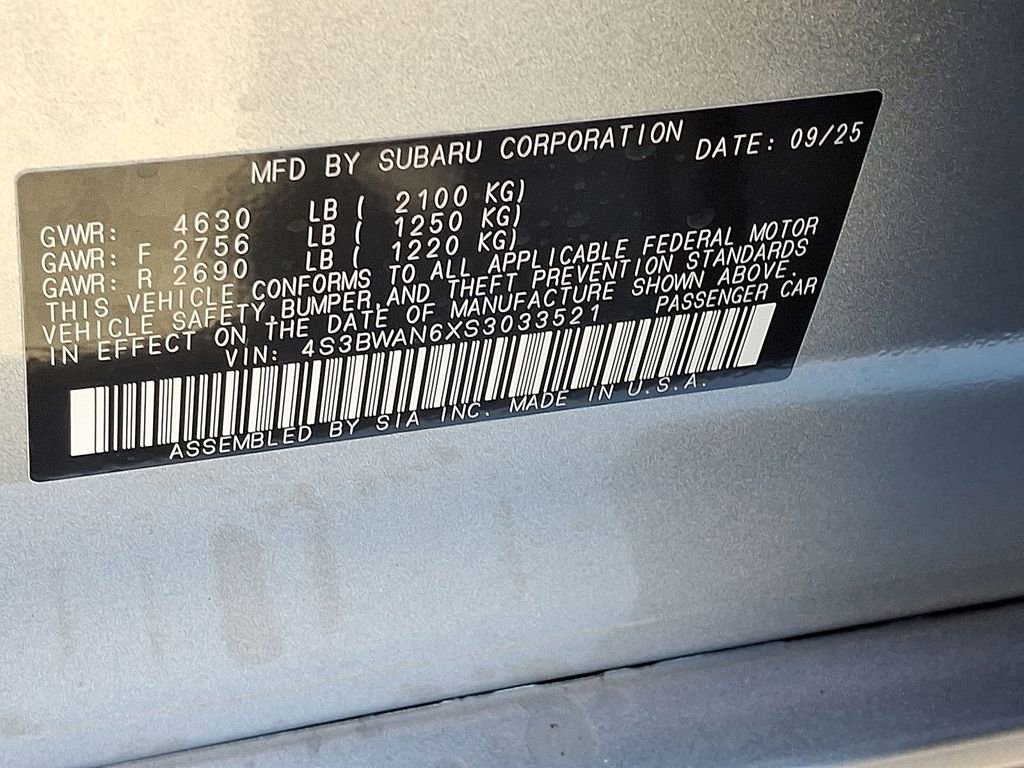 MFD BY SUBARU CORPORATION DATE: 09/25
GVWR: 4630 LB ( 2100 KG)
GAWR: F 2756 LB ( 1250 KG)
GAWR: R 2690 LB ( 1220 KG)
THIS VEHICLE CONFORMS TO ALL APPLICABLE FEDERAL MOTOR
VEHICLE SAFETY,BUMPER,AND THEFT PREVENTION STANDARDS
IN EFFECT ON tHE DATE OF MANUFACTURE SHOWN ABOVE.
VIN: 4S3BWAN6XS3033521 PASSENGER CAR
ASSEMBLED BY SIA INC. MADE IN U.S.A.